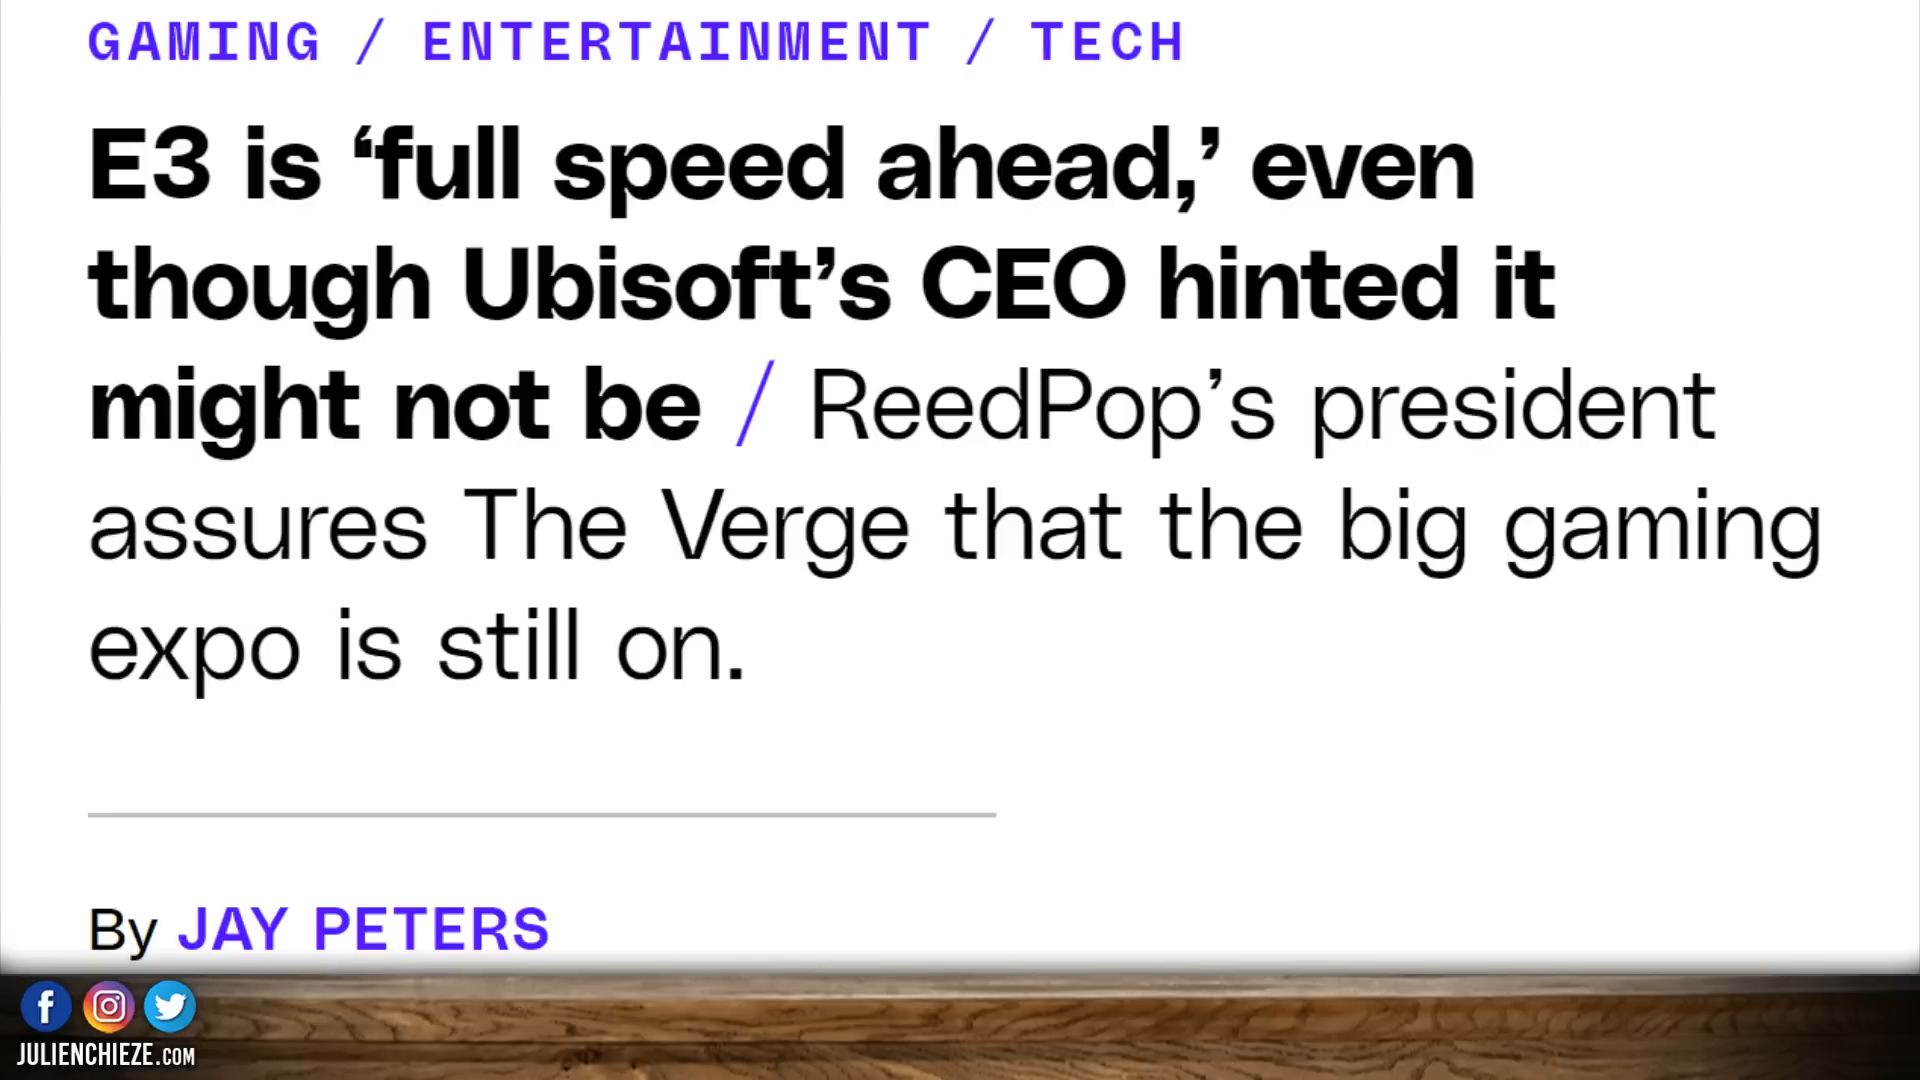 GAMING / ENTERTAINMENT / TECH
E3 is ‘full speed ahead,’ even
though Ubisoft’s CEO hinted it
might not be / ReedPop’s president
assures The Verge that the big gaming
expo is still on.
By JAY PETERS
JULIENCHIEZE.COM